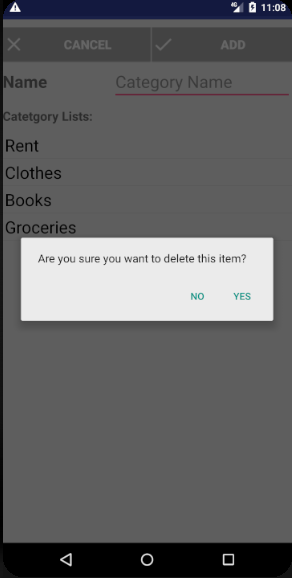 4G 11:08
CANCEL ADD
Name Category Name
Catetgory Lists:
Rent
Clothes
Books
Groceries
Are you sure you want to delete this item?
NO YES